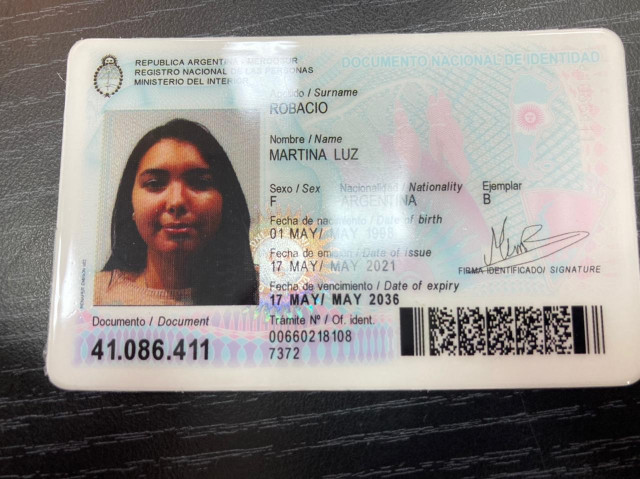 REPUBLICA ARGENTINA / MERCOSUR
REGISTRO NACIONAL DE LAS PERSONAS
MINISTERIO DEL INTERIOR
DOCUMENTO NACIONAL DE IDENTIDAD
Apellido / Surname
ROBACIO
Nombre / Name
MARTINA LUZ
Sexo / Sex Nacionalidad / Nationality Ejemplar
F ARGENTINA B
Fecha de nacimiento / Date of birth
01 MAY/ MAY 1998
Fecha de emisión / Date of issue
17 MAY/ MAY 2021
FIRMA IDENTIFICADO/ SIGNATURE
Fecha de vencimiento / Date of expiry
17 MAY/ MAY 2036
Documento / Document
41.086.411
Trámite Nº / Of. ident.
00660218108
7372